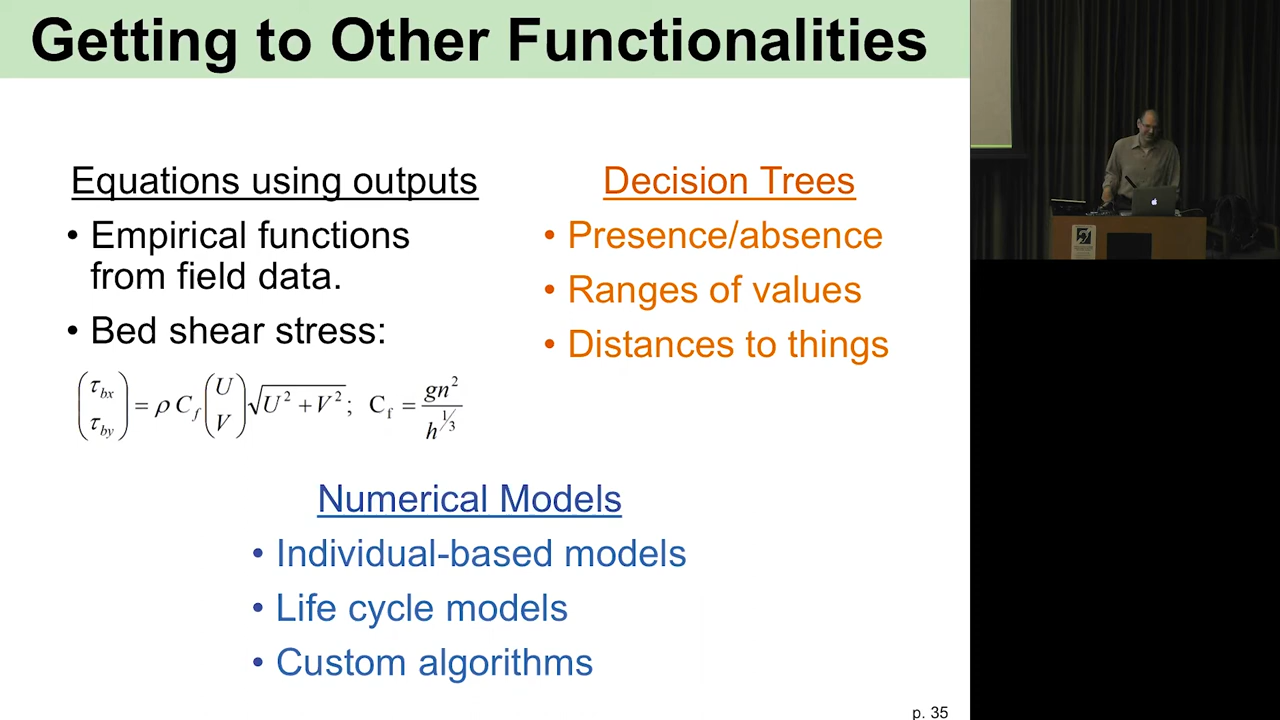 Getting to Other Functionalities
Equations using outputs
• Empirical functions
from field data.
• Bed shear stress:
(τbx τby) = ρ Cf (U V) √U² + V² ; Cf = gn² / h^1/3
Decision Trees
• Presence/absence
• Ranges of values
• Distances to things
Numerical Models
• Individual-based models
• Life cycle models
• Custom algorithms
p. 35